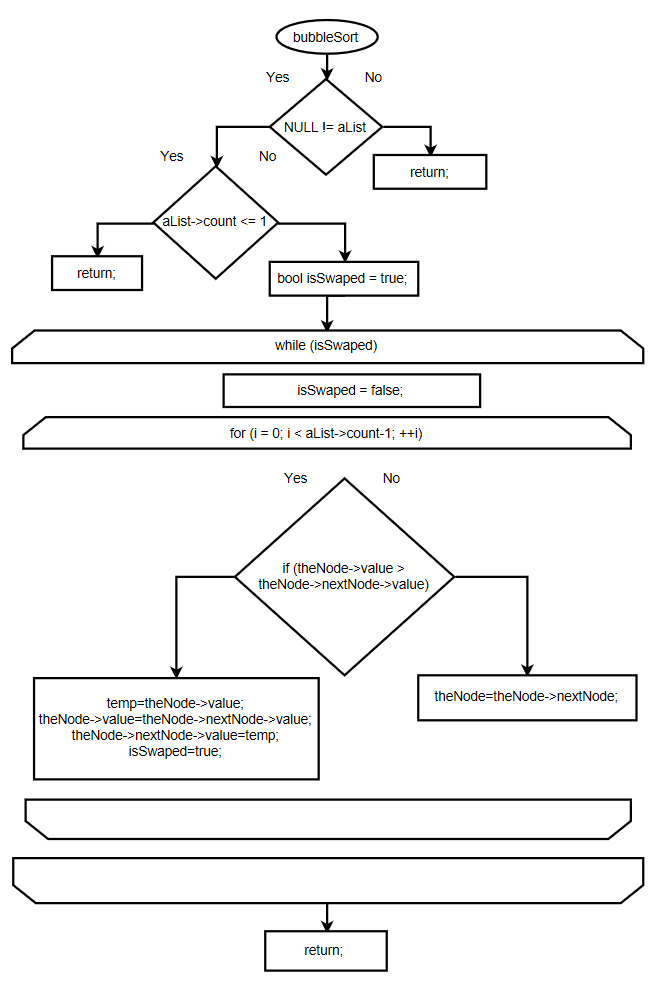 bubbleSort
Yes
No
NULL != aList
Yes
No
return;
aList->count <= 1
return;
bool isSwaped = true;
while (isSwaped)
isSwaped = false;
for (i = 0; i < aList->count-1; ++i)
Yes
No
if (theNode->value >
theNode->nextNode->value)
temp=theNode->value;
theNode->value=theNode->nextNode->value;
theNode->nextNode->value=temp;
isSwaped=true;
theNode=theNode->nextNode;
return;